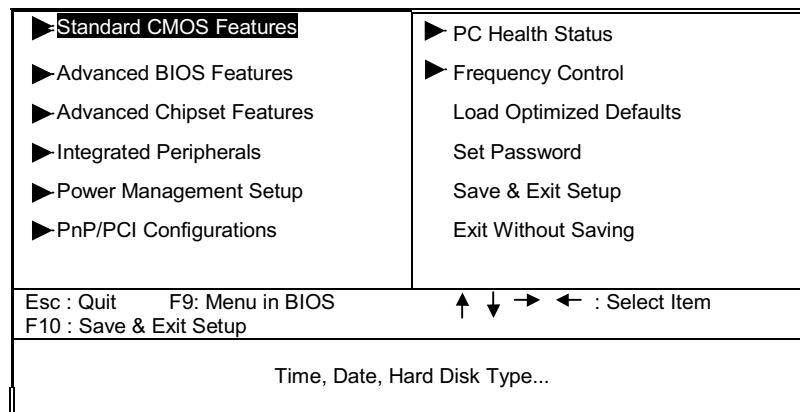 Standard CMOS Features
Advanced BIOS Features
Advanced Chipset Features
Integrated Peripherals
Power Management Setup
PnP/PCI Configurations
PC Health Status
Frequency Control
Load Optimized Defaults
Set Password
Save & Exit Setup
Exit Without Saving
Esc : Quit F9: Menu in BIOS ↑ ↓ → ← : Select Item
F10 : Save & Exit Setup
Time, Date, Hard Disk Type...